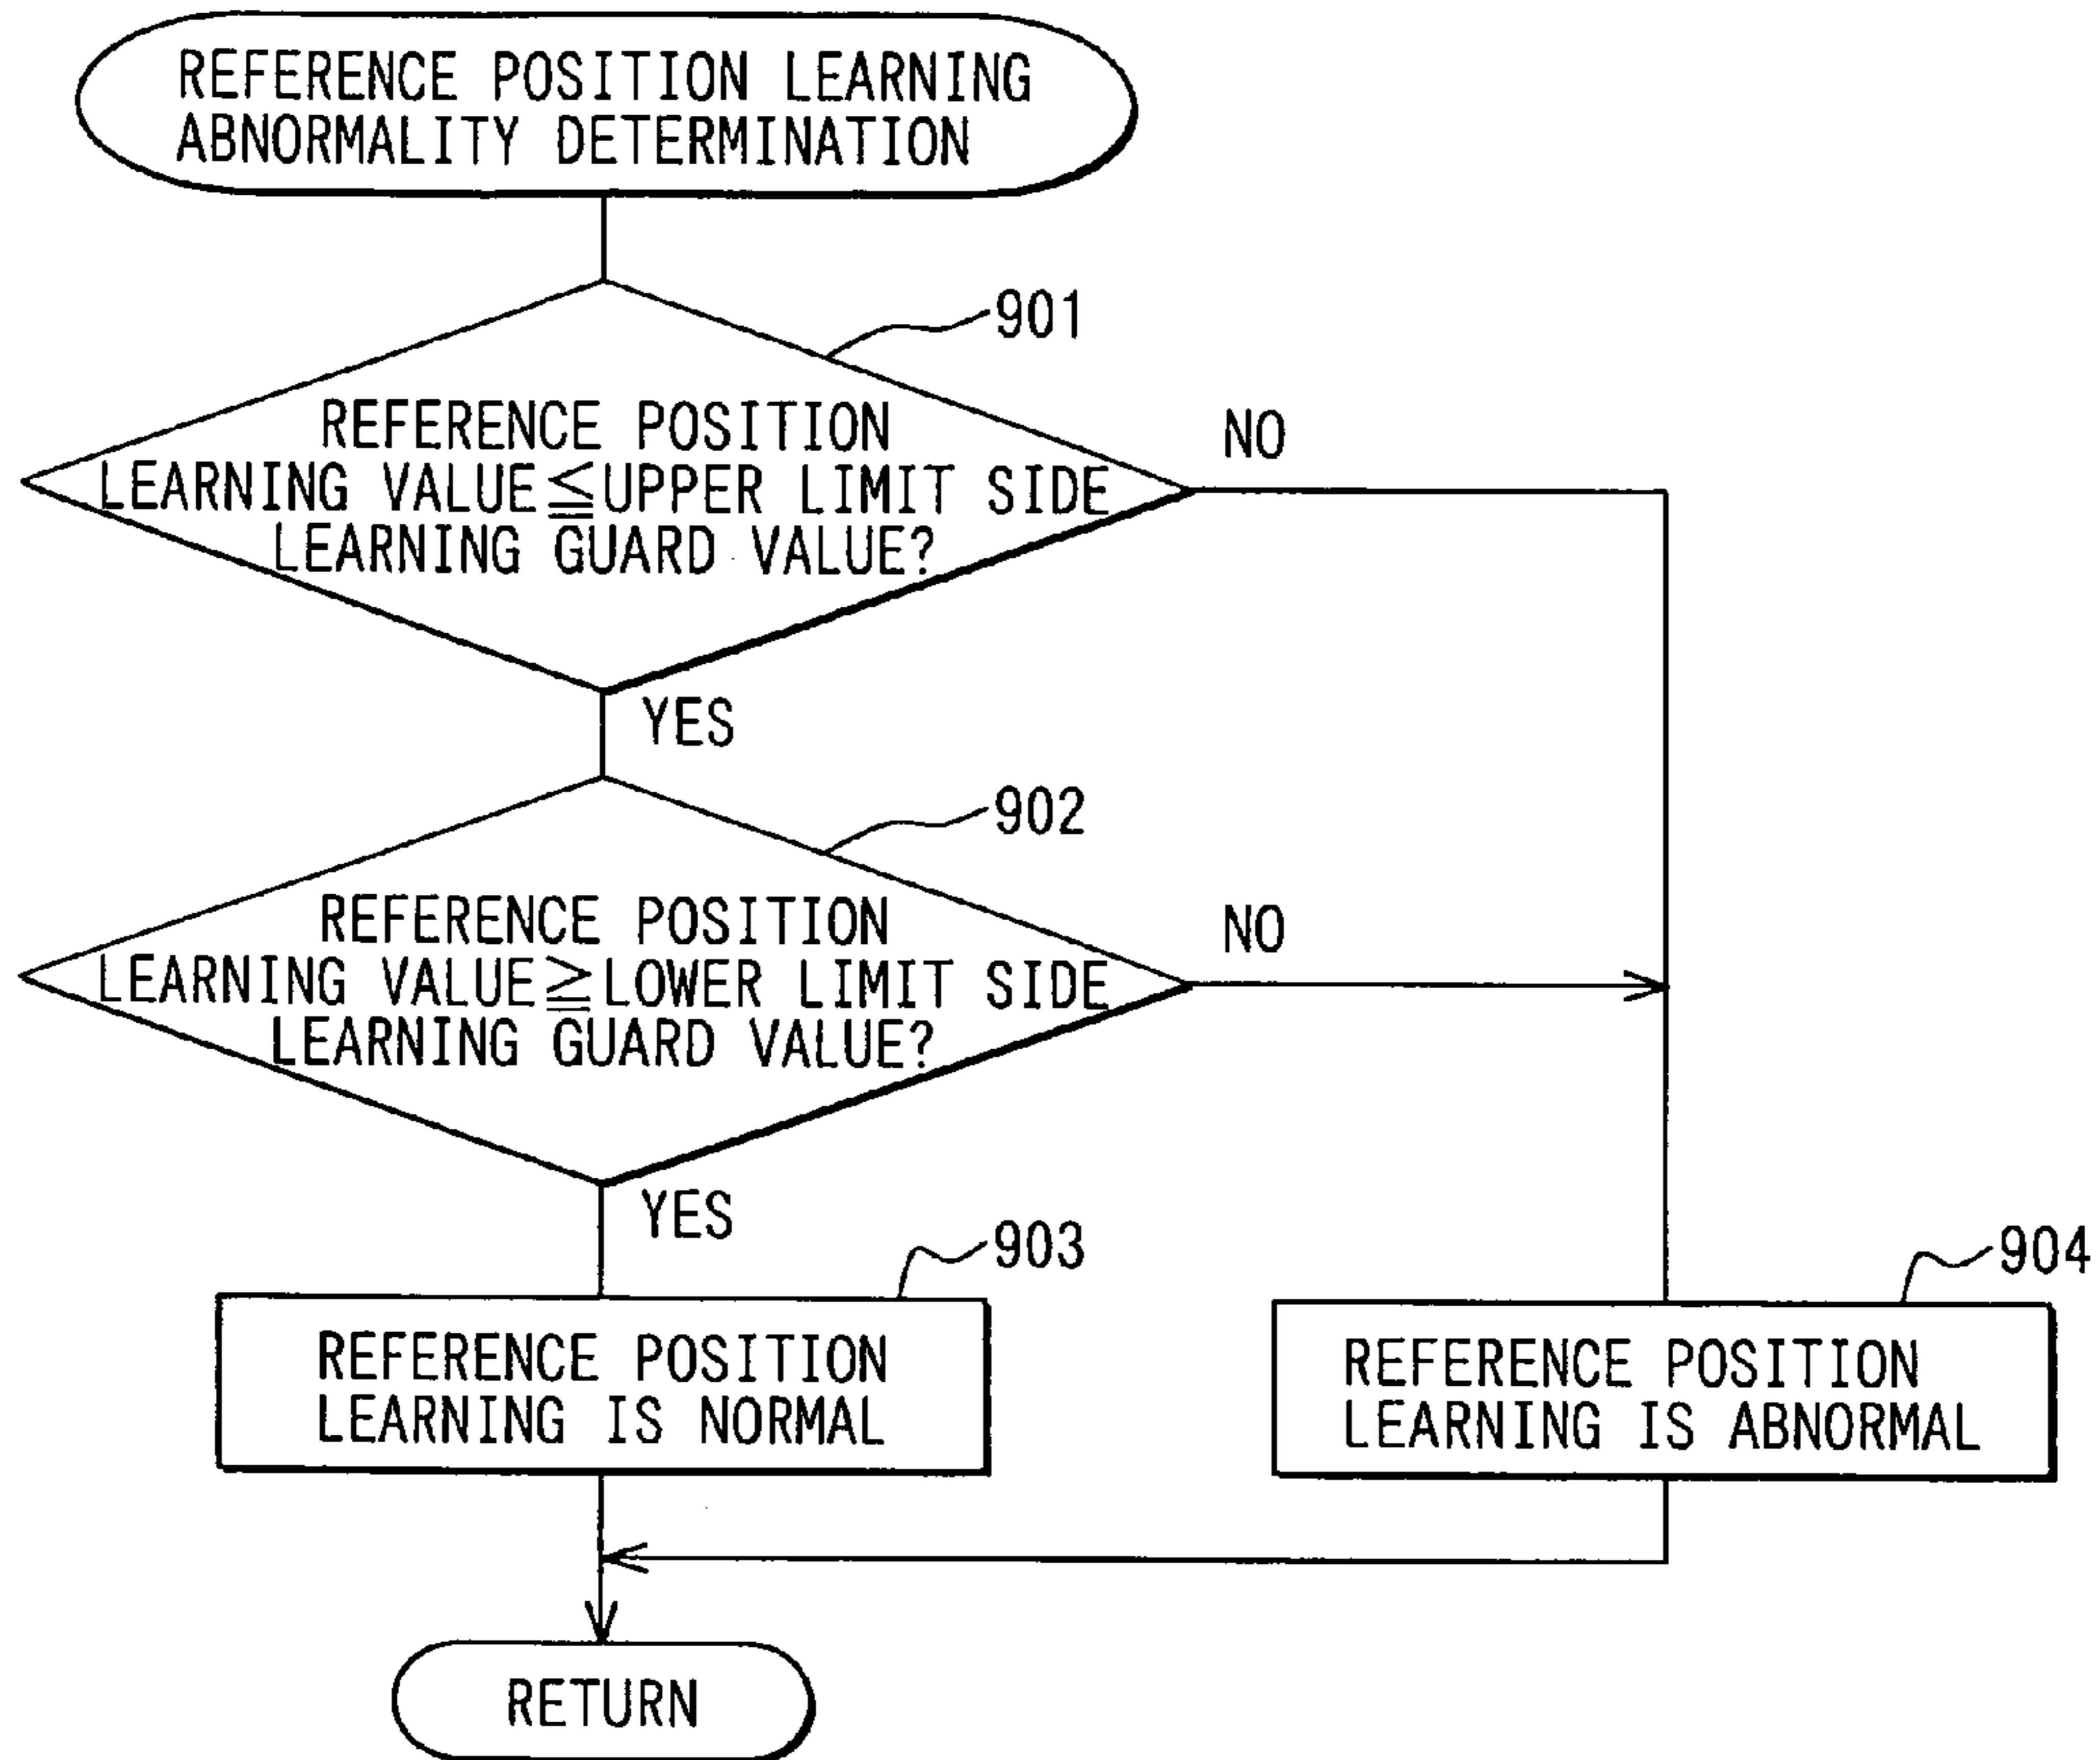 REFERENCE POSITION LEARNING
ABNORMALITY DETERMINATION
901
REFERENCE POSITION
LEARNING VALUE≦UPPER LIMIT SIDE
LEARNING GUARD VALUE?
NO
YES
902
REFERENCE POSITION
LEARNING VALUE≧LOWER LIMIT SIDE
LEARNING GUARD VALUE?
NO
YES
903
REFERENCE POSITION
LEARNING IS NORMAL
904
REFERENCE POSITION
LEARNING IS ABNORMAL
RETURN